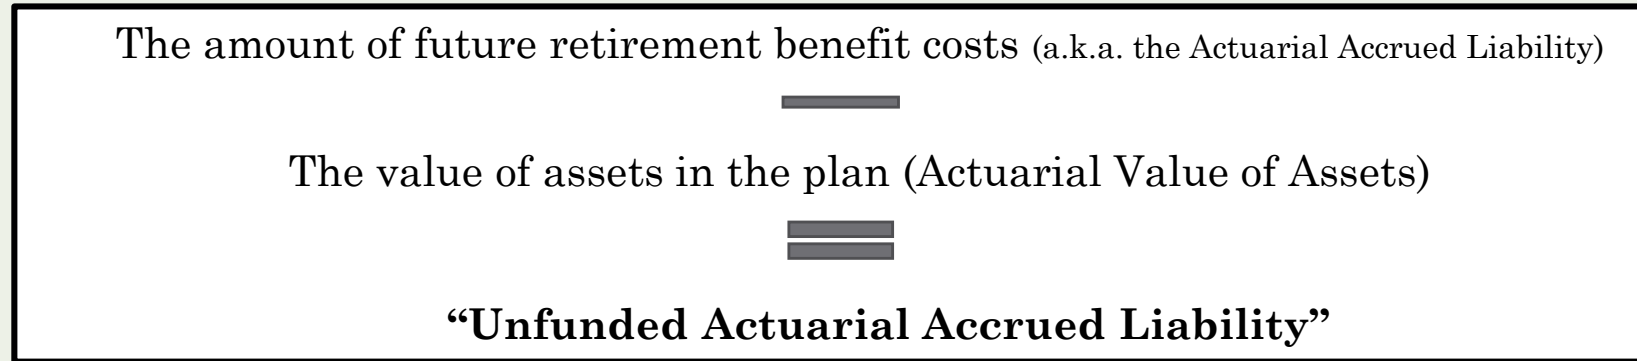 The amount of future retirement benefit costs (a.k.a. the Actuarial Accrued Liability)
The value of assets in the plan (Actuarial Value of Assets)
“Unfunded Actuarial Accrued Liability”